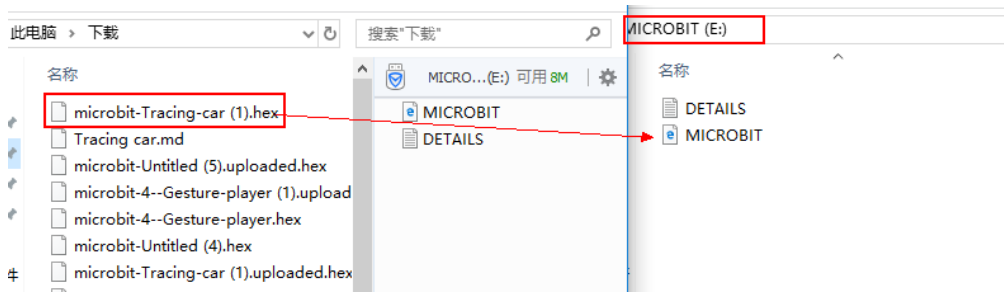 此电脑 › 下载
搜索"下载"
名称
microbit-Tracing-car (1).hex
Tracing car.md
microbit-Untitled (5).uploaded.hex
microbit-4--Gesture-player (1).upload
microbit-4--Gesture-player.hex
microbit-Untitled (4).hex
microbit-Tracing-car (1).uploaded.hex
件
MICRO...(E:) 可用 8M
MICROBIT
DETAILS
MICROBIT (E:)
名称
DETAILS
MICROBIT